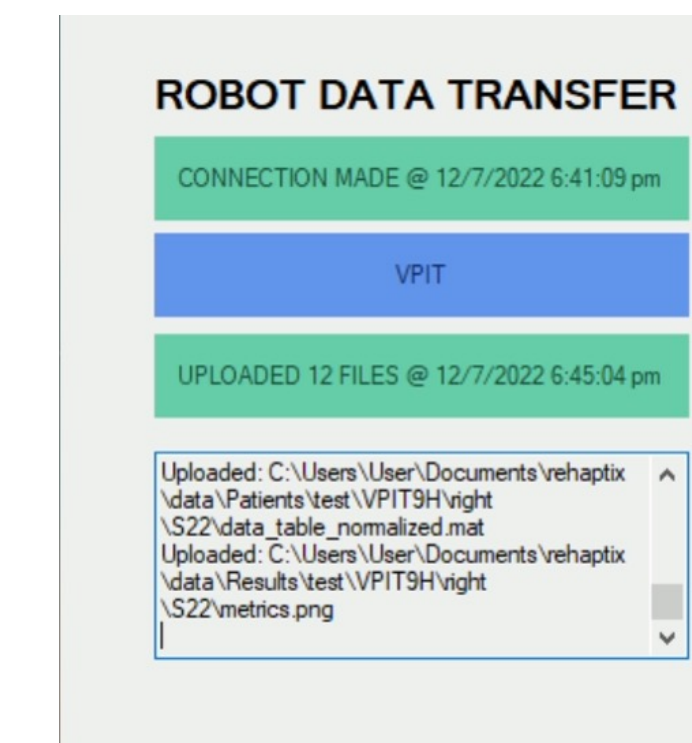 ROBOT DATA TRANSFER
CONNECTION MADE @ 12/7/2022 6:41:09 pm
VPIT
UPLOADED 12 FILES @ 12/7/2022 6:45:04 pm
Uploaded: C:\Users\User\Documents\rehaptix
\data\Patients\test\VPIT9H\right
\S22\data_table_normalized.mat
Uploaded: C:\Users\User\Documents\rehaptix
\data\Results\test\VPIT9H\right
\S22\metrics.png